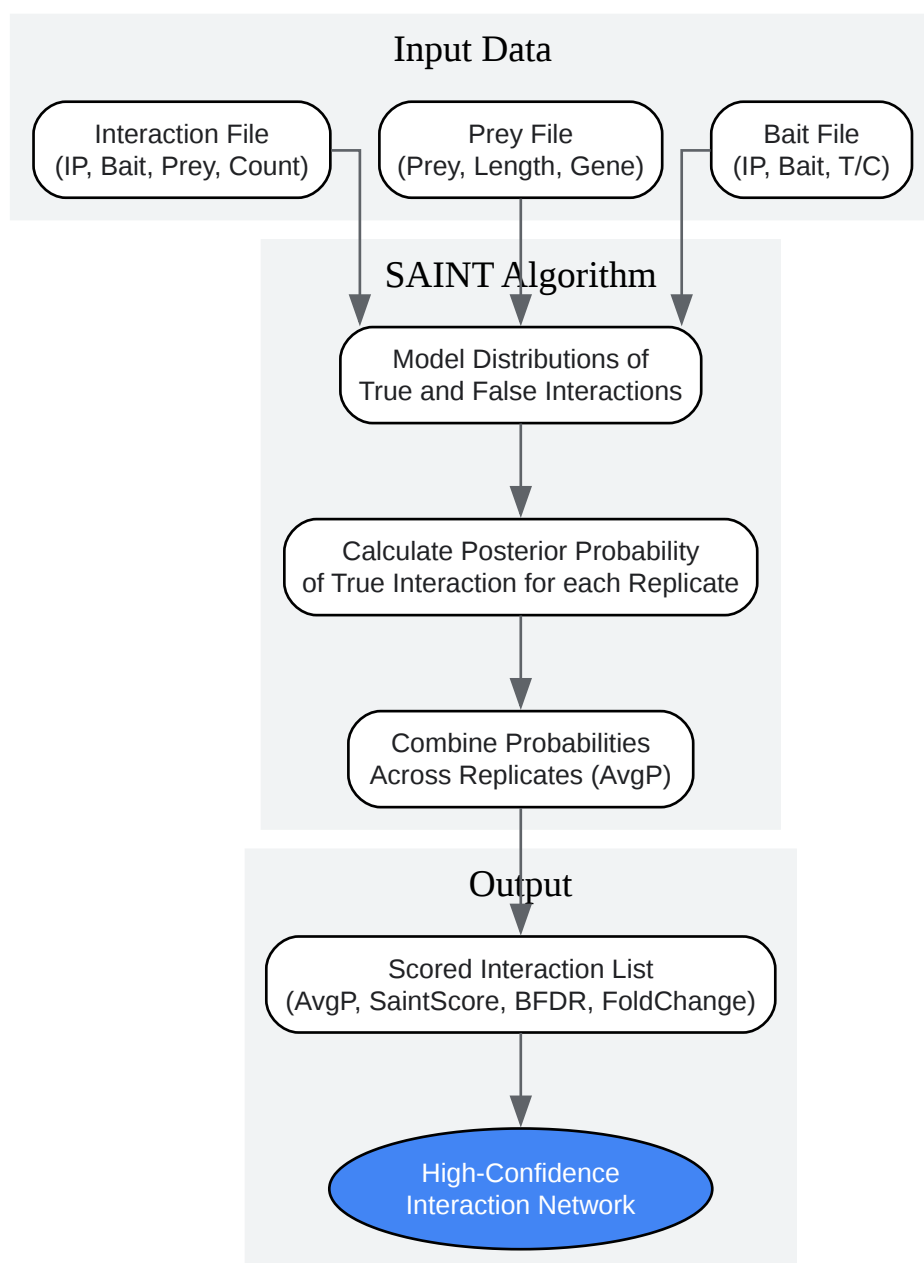 Input Data
Interaction File
(IP, Bait, Prey, Count)
Prey File
(Prey, Length, Gene)
Bait File
(IP, Bait, T/C)
SAINT Algorithm
Model Distributions of
True and False Interactions
Calculate Posterior Probability
of True Interaction for each Replicate
Combine Probabilities
Across Replicates (AvgP)
Output
Scored Interaction List
(AvgP, SaintScore, BFDR, FoldChange)
High-Confidence
Interaction Network